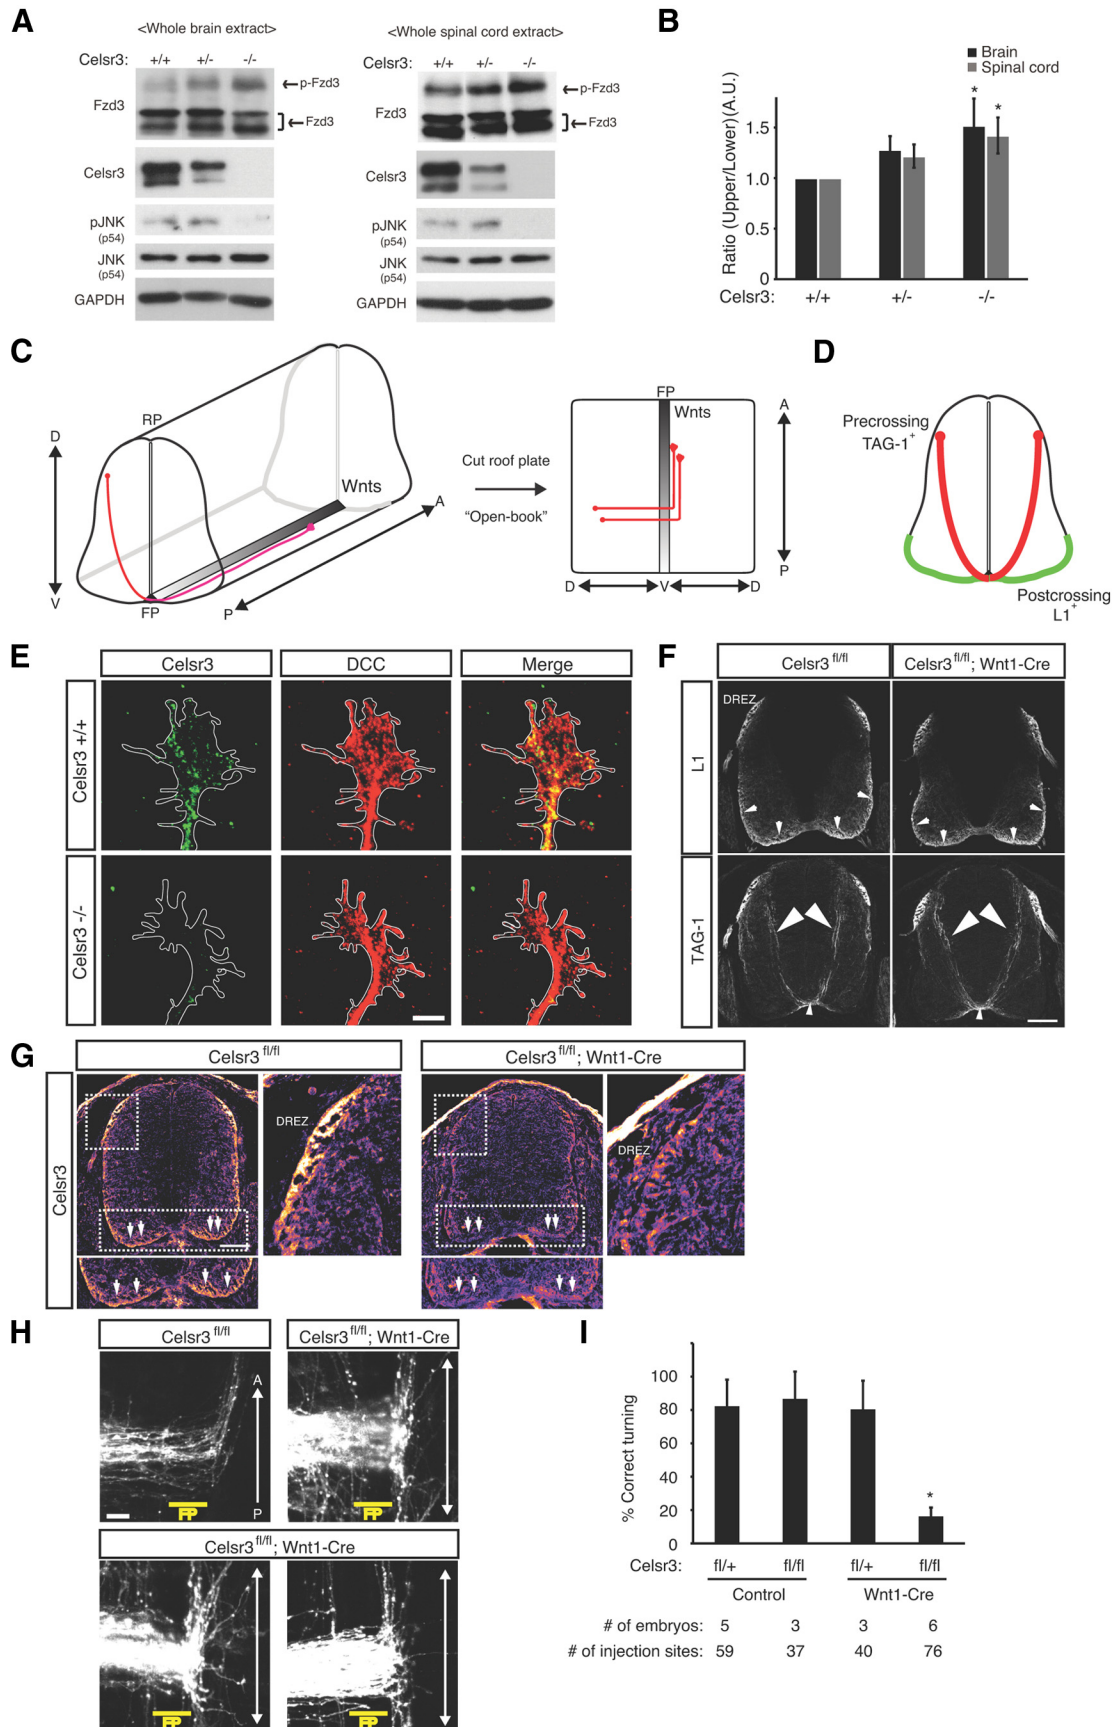 A
<Whole brain extract>
Celsr3: +/+ +/- -/-
Fzd3
←p-Fzd3
←Fzd3
Celsr3
pJNK
(p54)
JNK
(p54)
GAPDH
<Whole spinal cord extract>
Celsr3: +/+ +/- -/-
Fzd3
←p-Fzd3
←Fzd3
Celsr3
pJNK
(p54)
JNK
(p54)
GAPDH
B
Brain
Spinal cord
Ratio (Upper/Lower)(A.U.)
1.5
1.0
0.5
0
* *
Celsr3: +/+ +/- -/-
C
D
V
RP
FP
Wnts
A
P
Cut roof plate
"Open-book"
FP
Wnts
A
P
D V D
D
Precrossing
TAG-1+
Postcrossing
L1+
E
Celsr3 DCC Merge
Celsr3 +/+
Celsr3 -/-
F
Celsr3 fl/fl
Celsr3 fl/fl; Wnt1-Cre
L1
DREZ
TAG-1
G
Celsr3 fl/fl
Celsr3 fl/fl; Wnt1-Cre
Celsr3
DREZ
DREZ
H
Celsr3 fl/fl
Celsr3 fl/fl; Wnt1-Cre
A
P
FP
FP
Celsr3 fl/fl; Wnt1-Cre
FP
FP
I
% Correct turning
100
80
60
40
20
0
*
Celsr3: fl/+ fl/fl fl/+ fl/fl
Control Wnt1-Cre
# of embryos: 5 3 3 6
# of injection sites: 59 37 40 76